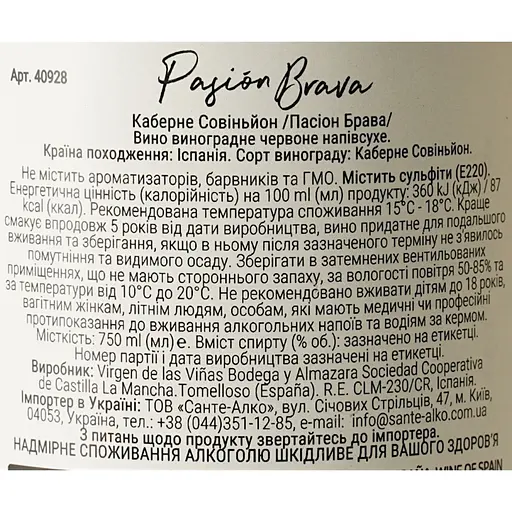 Арт. 40928
Pasión Brava
Каберне Совіньйон /Пасіон Брава/
Вино виноградне червоне напівсухе.
Країна походження: Іспанія. Сорт винограду: Каберне Совіньйон.
Не містить ароматизаторів, барвників та ГМО. Містить сульфіти (Е220).
Енергетична цінність (калорійність) на 100 ml (мл) продукту: 360 kJ (кДж) / 87
kcal (ккал). Рекомендована температура споживання 15°C - 18°C. Краще
смакує впродовж 5 років від дати виробництва, вино придатне для подальшого
вживання та зберігання, якщо в ньому після зазначеного терміну не з'явилось
помутніння та видимого осаду. Зберігати в затемнених вентильованих
приміщеннях, що не мають стороннього запаху, за вологості повітря 50-85% та
за температури від 10°C до 20°C. Не рекомендовано вживати дітям до 18 років,
вагітним жінкам, літнім людям, особам, які мають медичні чи професійні
протипоказання до вживання алкогольних напоїв та водіям за кермом.
Місткість: 750 ml (мл) e. Вміст спирту (% об).: зазначено на етикетці.
Номер партії і дата виробництва зазначені на етикетці.
Виробник: Virgen de las Viñas Bodega y Almazara Sociedad Cooperativa
de Castilla La Mancha.Tomelloso (España). R.E. CLM-230/CR, Іспанія.
Імпортер в Україні: ТОВ «Санте-Алко», вул. Січових Стрільців, 47, м. Київ,
04053, Україна, тел.: +38 (044)351-12-85, e-mail: info@sante-alko.com.ua
З питань щодо продукту звертайтесь до імпортера.
НАДМІРНЕ СПОЖИВАННЯ АЛКОГОЛЮ ШКІДЛИВЕ ДЛЯ ВАШОГО ЗДОРОВ'Я
WINE OF SPAIN